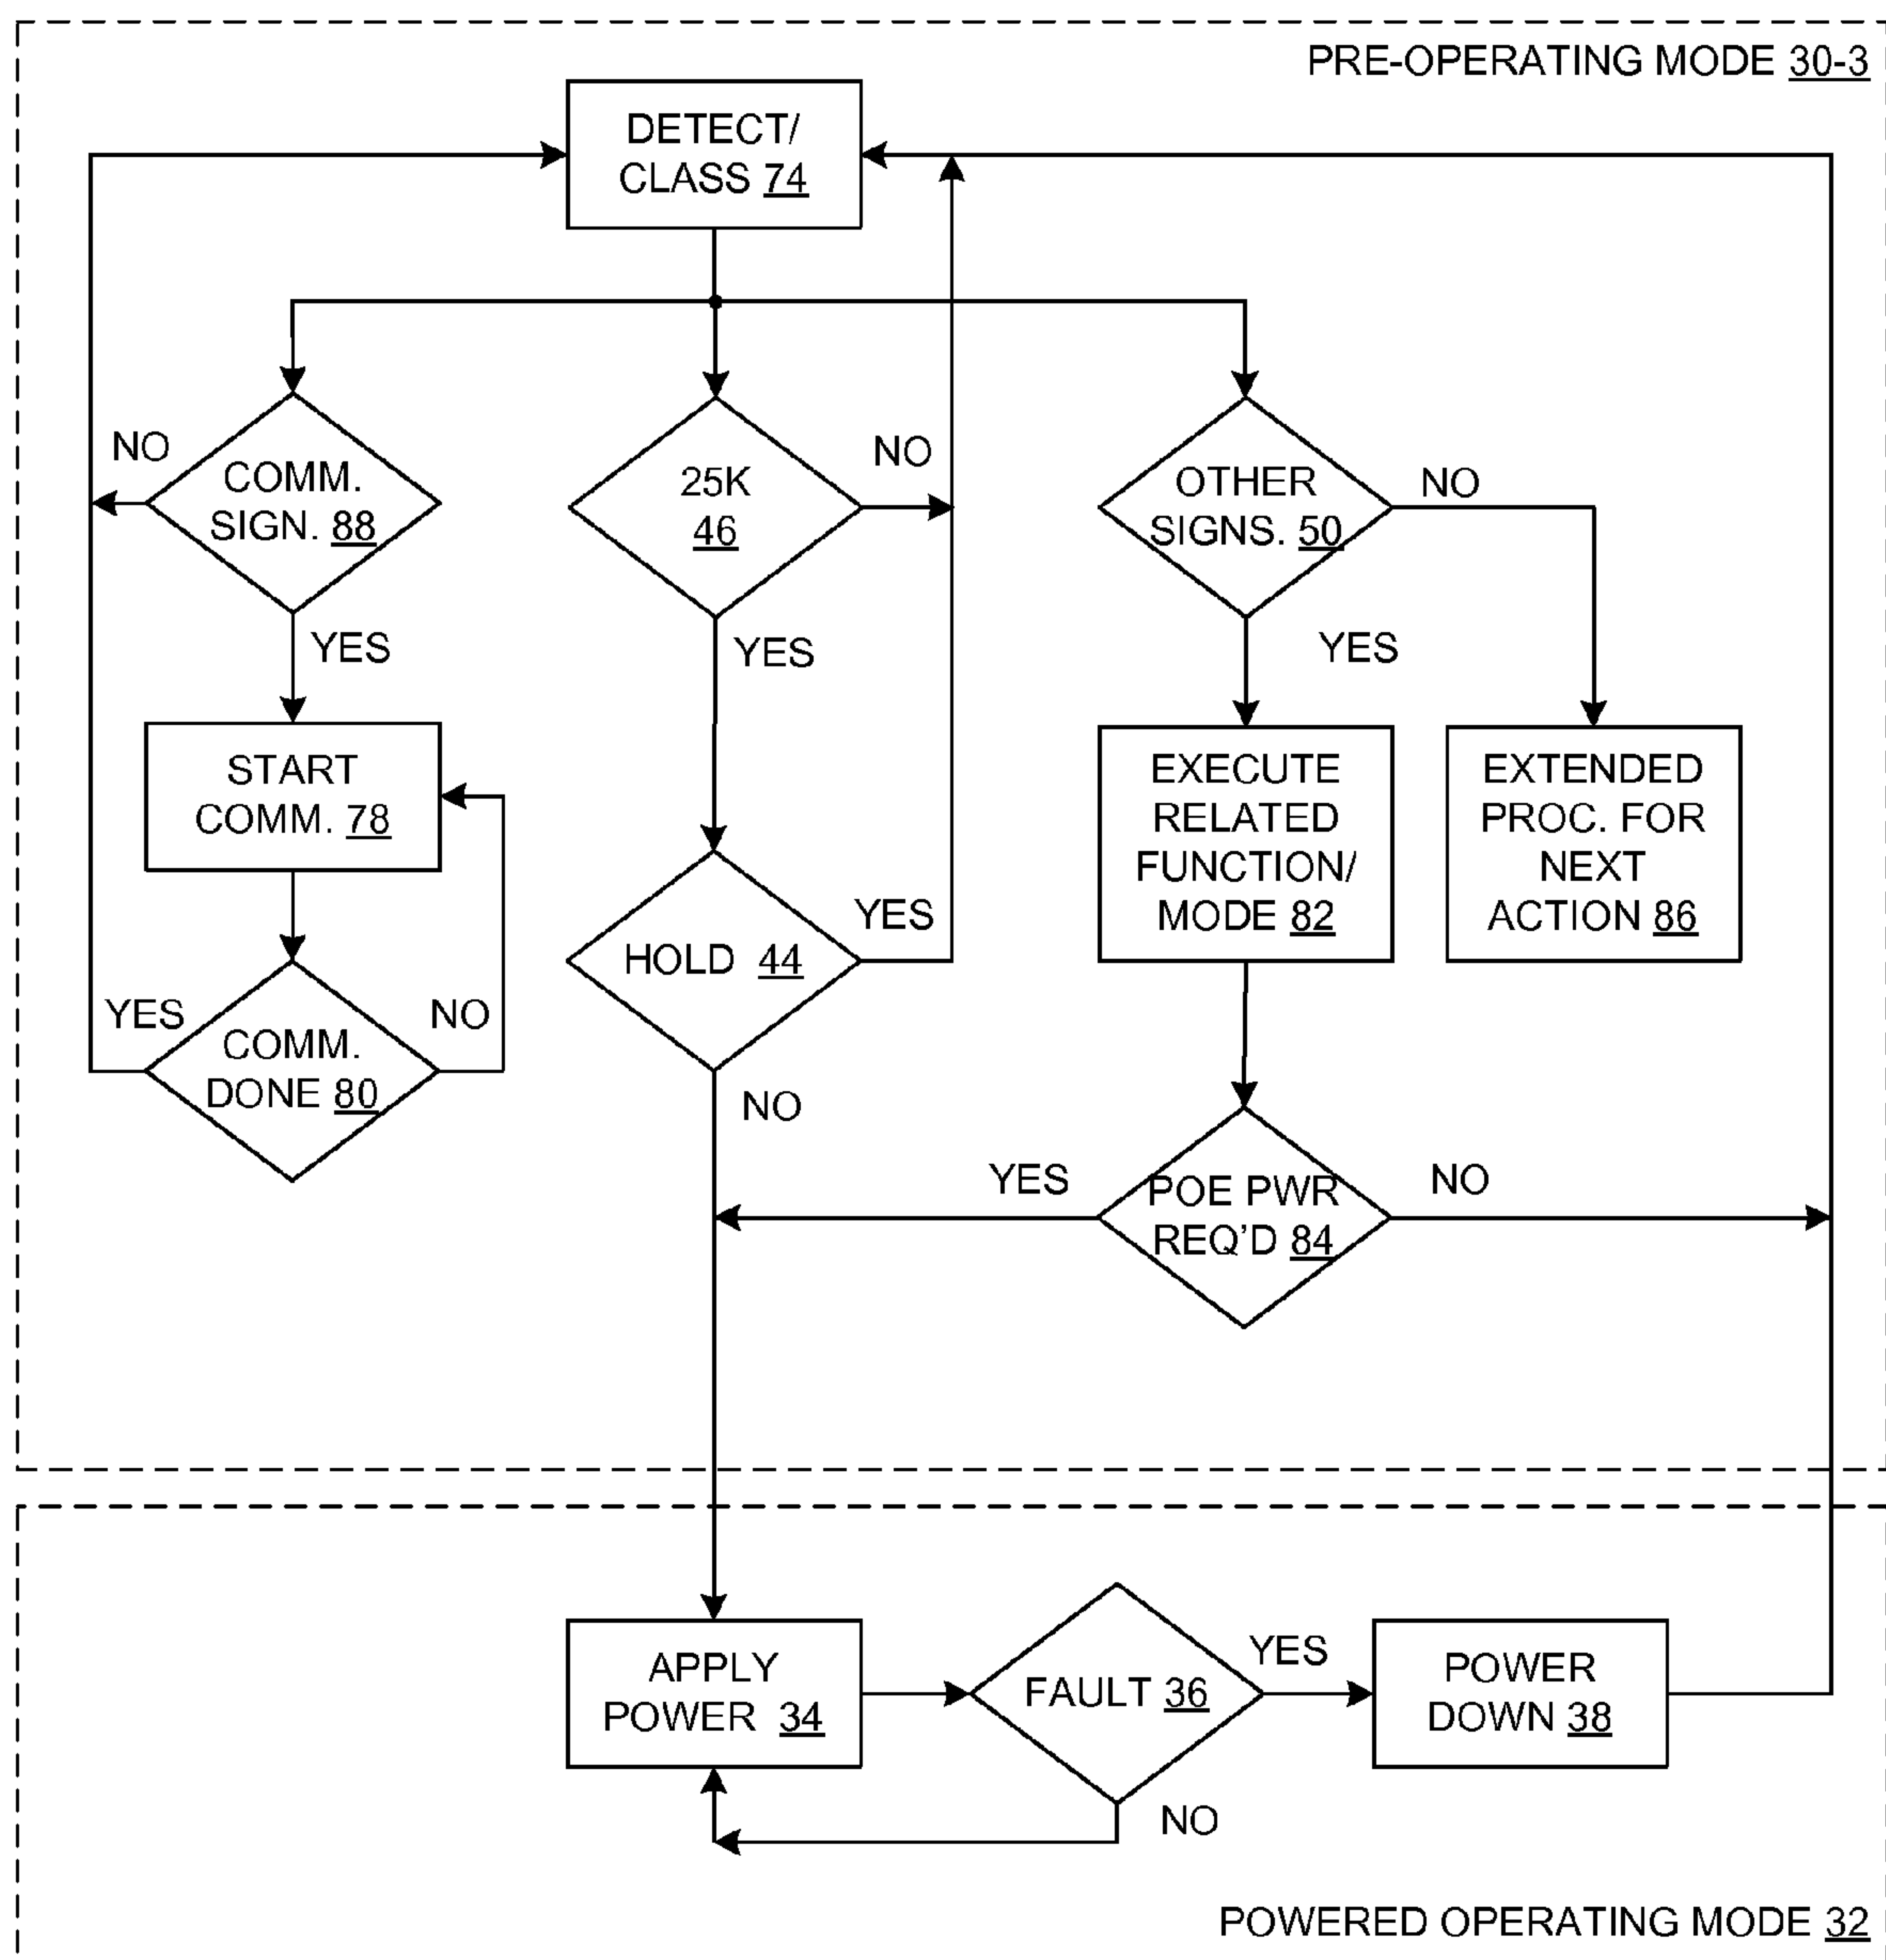 PRE-OPERATING MODE 30-3
DETECT/
CLASS 74
NO
COMM.
SIGN. 88
YES
25K
46
NO
YES
OTHER
SIGNS. 50
NO
YES
START
COMM. 78
EXECUTE
RELATED
FUNCTION/
MODE 82
EXTENDED
PROC. FOR
NEXT
ACTION 86
YES
COMM.
DONE 80
NO
HOLD 44
YES
NO
YES
POE PWR
REQ'D 84
NO
APPLY
POWER 34
FAULT 36
YES
NO
POWER
DOWN 38
POWERED OPERATING MODE 32